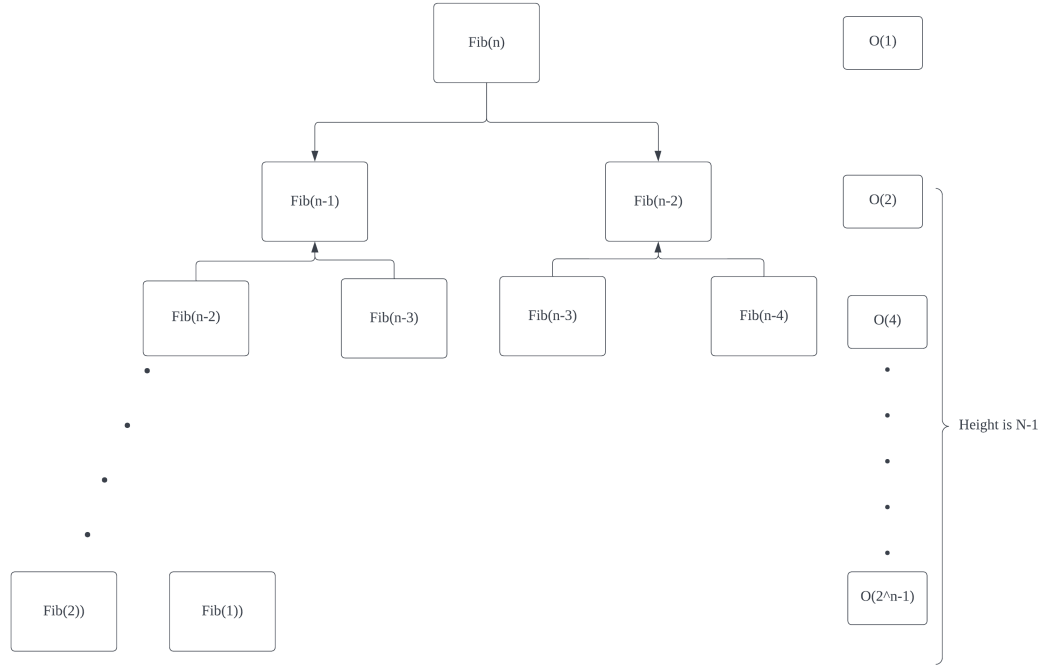 Fib(n)
O(1)
Fib(n-1)
Fib(n-2)
O(2)
Fib(n-2)
Fib(n-3)
Fib(n-3)
Fib(n-4)
O(4)
Height is N-1
Fib(2))
Fib(1))
O(2^n-1)